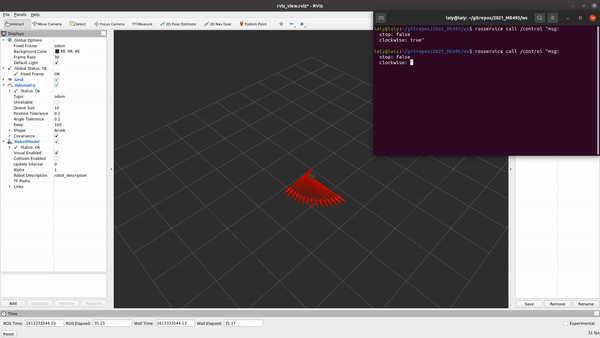 rviz_view.rviz* - RViz
File Panels Help
Interact Move Camera Select Focus Camera Measure 2D Pose Estimate 2D Nav Goal Publish Point
Displays
Global Options
Fixed Frame odom
Background Color 48; 48; 48
Frame Rate 30
Default Light
Global Status: Ok
Fixed Frame OK
Grid
Odometry
Status: Ok
Topic odom
Unreliable
Queue Size 10
Position Tolerance 0.1
Angle Tolerance 0.1
Keep 100
Shape Arrow
Covariance
RobotModel
Status: Ok
Visual Enabled
Collision Enabled
Update Interval 0
Alpha 1
Robot Description robot_description
TF Prefix
Links
Add Duplicate Remove Rename
laiy@laiy: ~/gitrepos/2021_ME495/ws
laiy@laiy:~/gitrepos/2021_ME495/ws$ rosservice call /control "msg:
stop: false
clockwise: true"
laiy@laiy:~/gitrepos/2021_ME495/ws$ rosservice call /control "msg:
stop: false
clockwise:
Save Remove Rename
Time
ROS Time: 1613333544.10 ROS Elapsed: 35.23 Wall Time: 1613333544.13 Wall Elapsed: 35.17 Experimental
Reset 31 fps